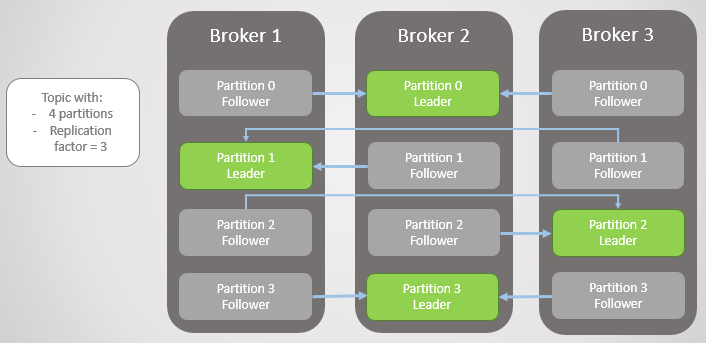 Broker 1
Broker 2
Broker 3
Topic with:
- 4 partitions
- Replication
factor = 3
Partition 0
Follower
Partition 0
Leader
Partition 0
Follower
Partition 1
Leader
Partition 1
Follower
Partition 1
Follower
Partition 2
Follower
Partition 2
Follower
Partition 2
Leader
Partition 3
Follower
Partition 3
Leader
Partition 3
Follower